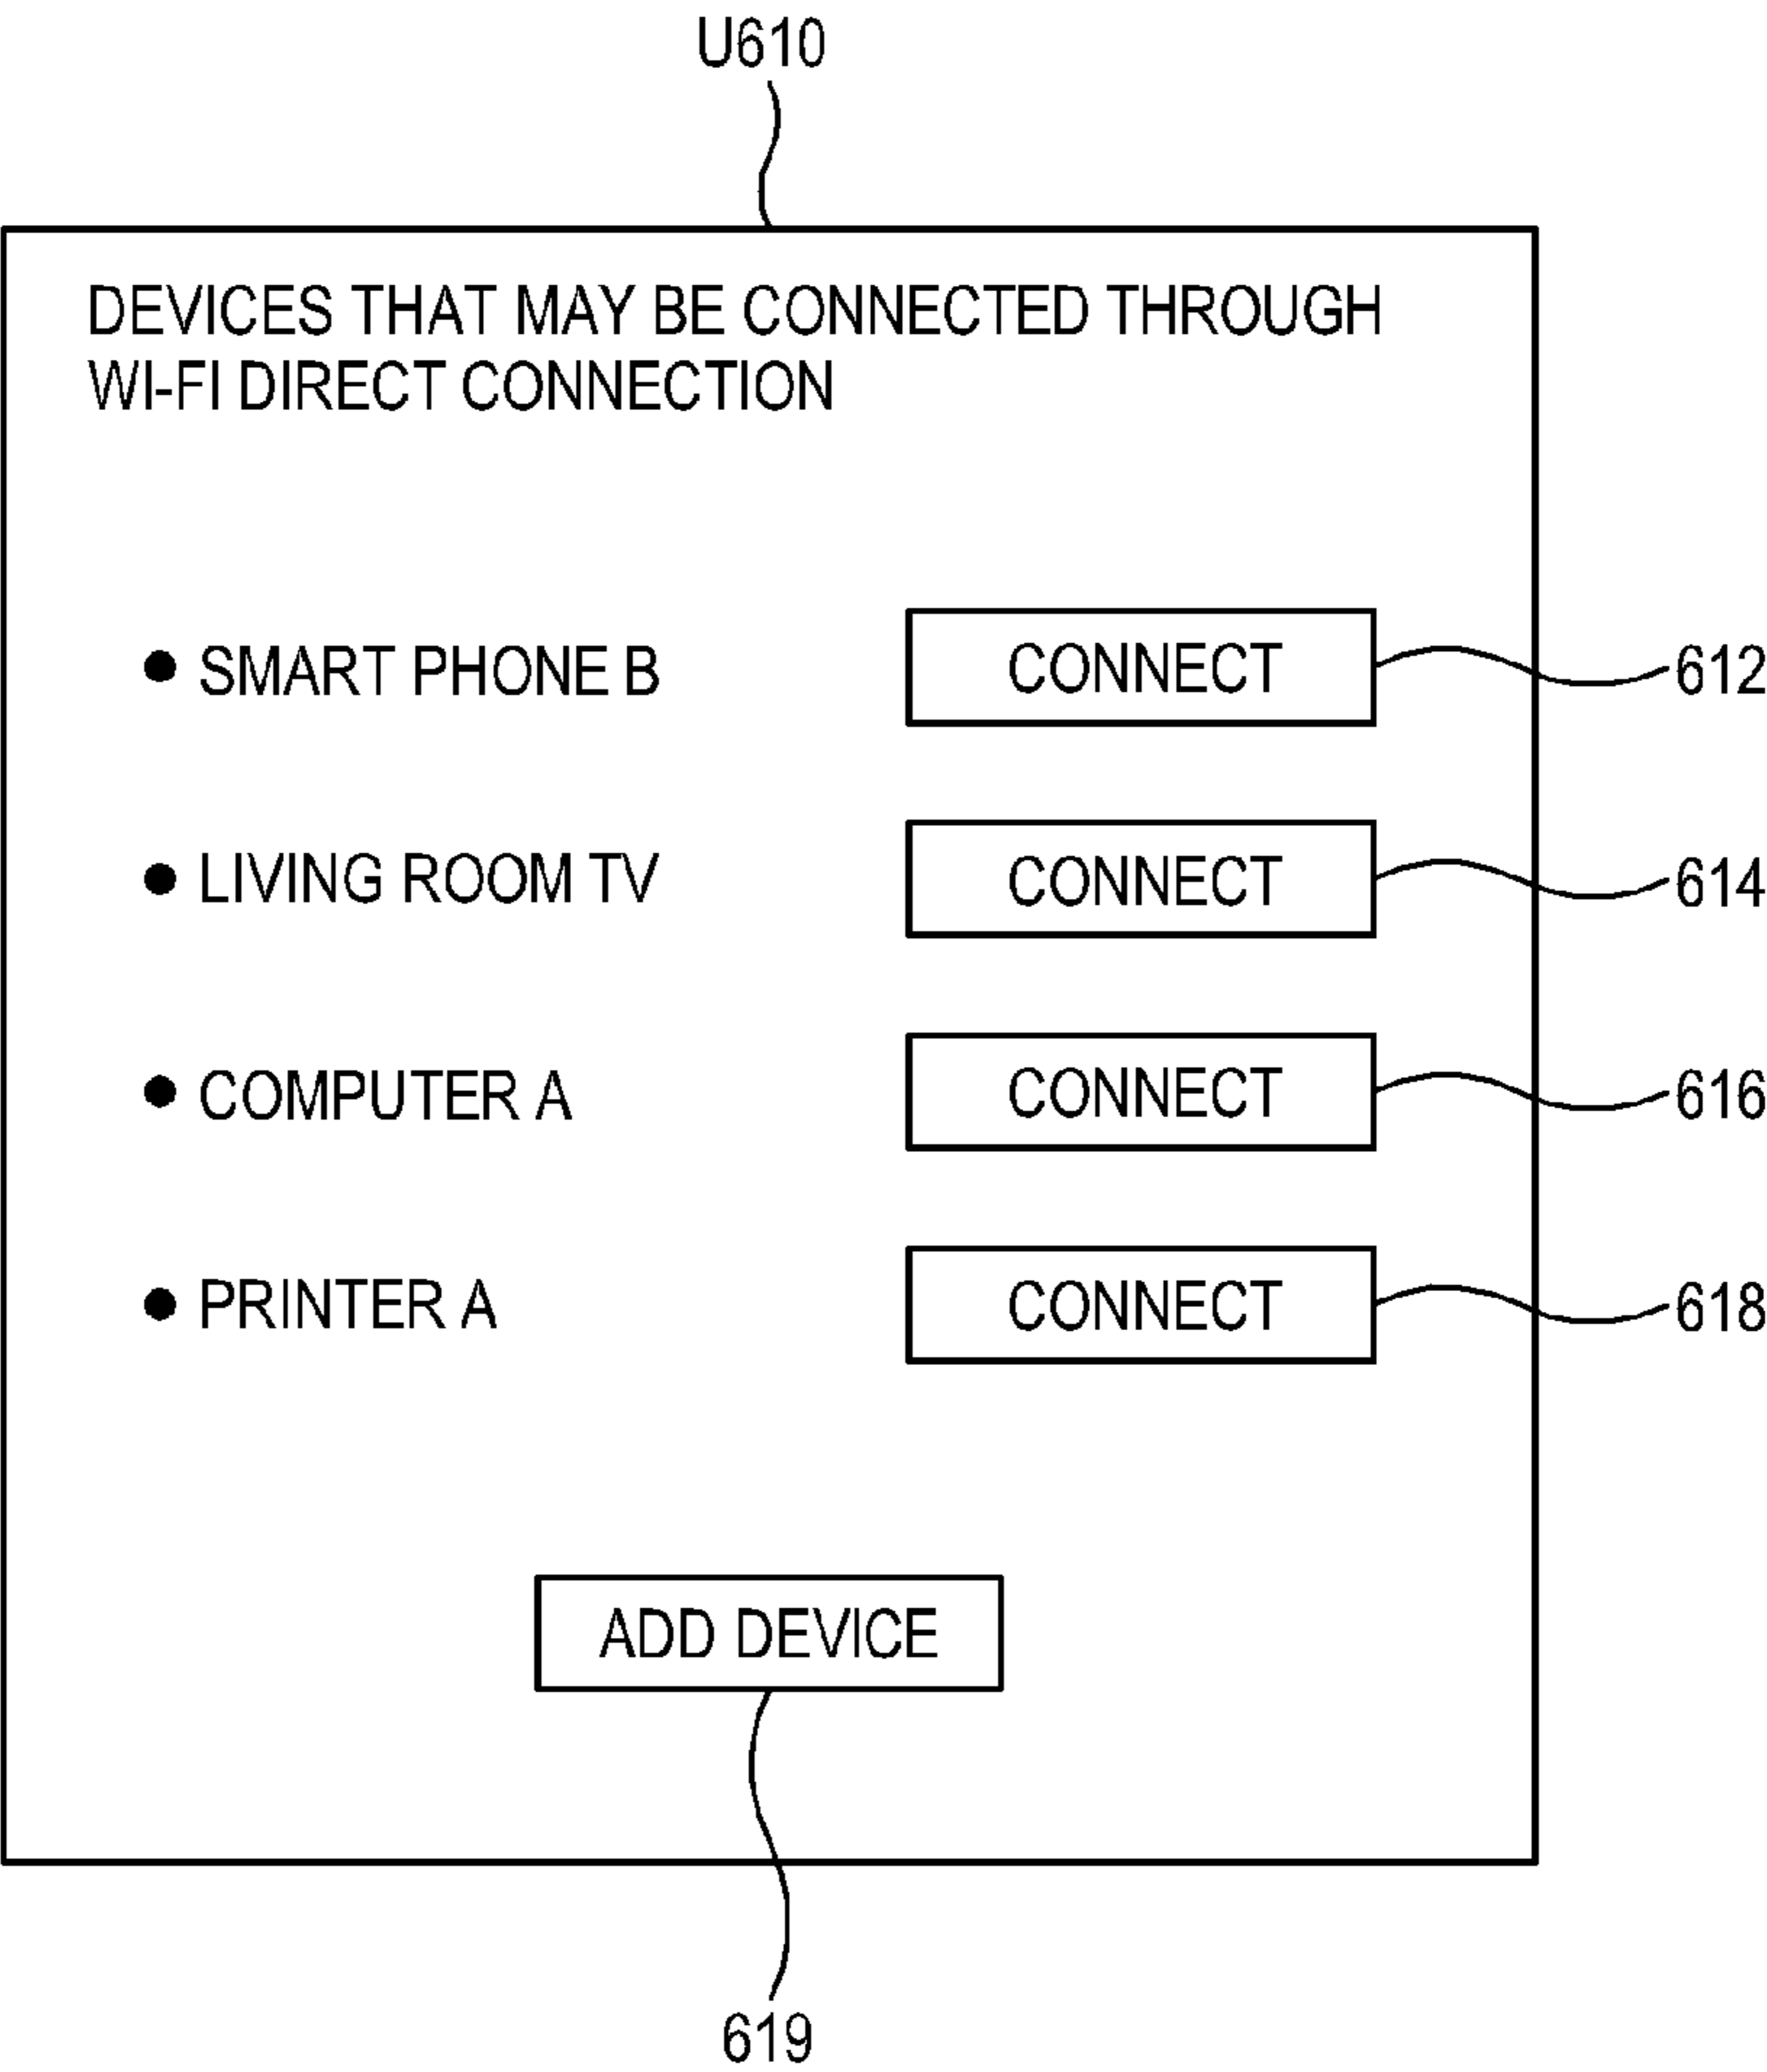 U610
DEVICES THAT MAY BE CONNECTED THROUGH
WI-FI DIRECT CONNECTION
● SMART PHONE B CONNECT 612
● LIVING ROOM TV CONNECT 614
● COMPUTER A CONNECT 616
● PRINTER A CONNECT 618
ADD DEVICE
619